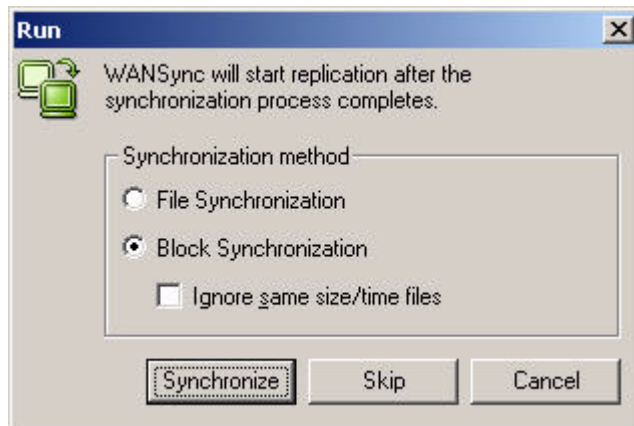 Run
WANSync will start replication after the
synchronization process completes.
Synchronization method
File Synchronization
Block Synchronization
Ignore same size/time files
Synchronize Skip Cancel